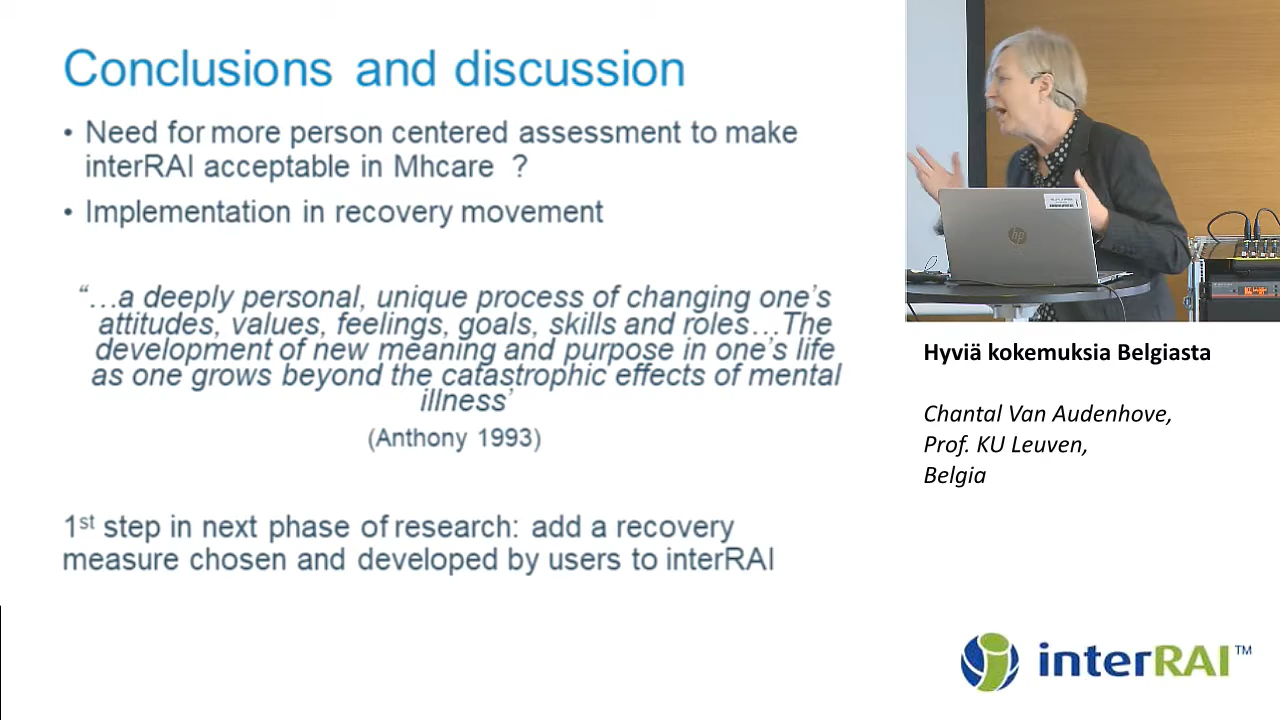 Conclusions and discussion
• Need for more person centered assessment to make
interRAI acceptable in Mhcare ?
• Implementation in recovery movement
“…a deeply personal, unique process of changing one’s
attitudes, values, feelings, goals, skills and roles…The
development of new meaning and purpose in one’s life
as one grows beyond the catastrophic effects of mental
illness’
(Anthony 1993)
1st step in next phase of research: add a recovery
measure chosen and developed by users to interRAI
hp
Hyviä kokemuksia Belgiasta
Chantal Van Audenhove,
Prof. KU Leuven,
Belgia
interRAI™